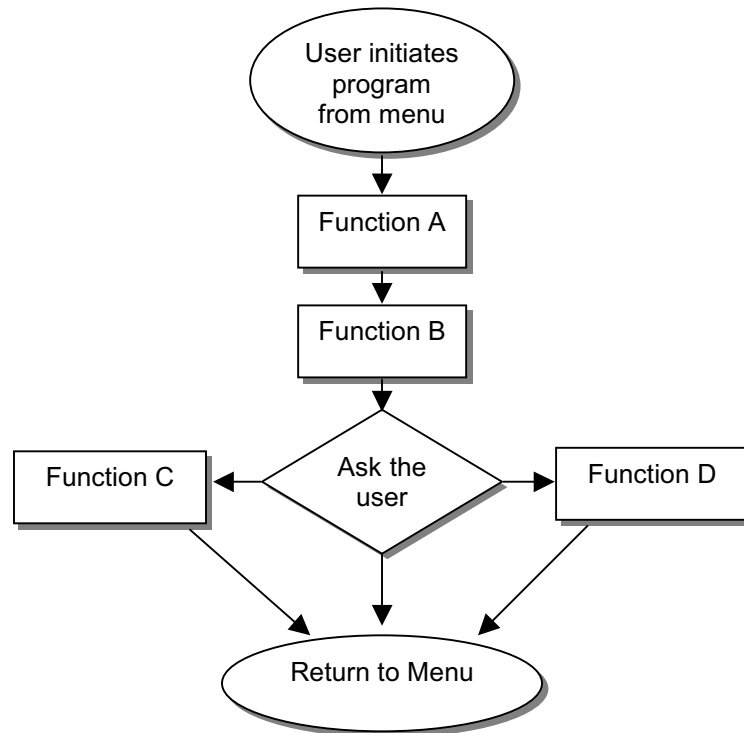 User initiates
program
from menu
Function A
Function B
Function C
Ask the
user
Function D
Return to Menu